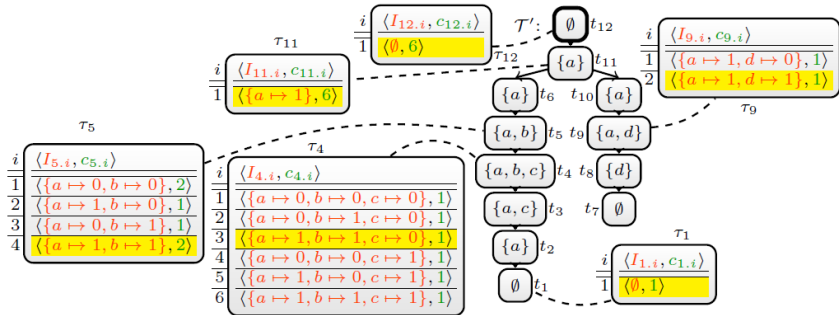 τ12
i ⟨I12.i, c12.i⟩
1 ⟨∅, 6⟩
τ11
i ⟨I11.i, c11.i⟩
1 ⟨{a ↦ 1}, 6⟩
𝒯′: ∅ t12
{a} t11
{a} t6
t10 {a}
{a, b} t5
t9 {a, d}
{a, b, c} t4
t8 {d}
{a, c} t3
t7 ∅
{a} t2
∅ t1
τ9
i ⟨I9.i, c9.i⟩
1 ⟨{a ↦ 1, d ↦ 0}, 1⟩
2 ⟨{a ↦ 1, d ↦ 1}, 1⟩
τ5
i ⟨I5.i, c5.i⟩
1 ⟨{a ↦ 0, b ↦ 0}, 2⟩
2 ⟨{a ↦ 1, b ↦ 0}, 1⟩
3 ⟨{a ↦ 0, b ↦ 1}, 1⟩
4 ⟨{a ↦ 1, b ↦ 1}, 2⟩
τ4
i ⟨I4.i, c4.i⟩
1 ⟨{a ↦ 0, b ↦ 0, c ↦ 0}, 1⟩
2 ⟨{a ↦ 0, b ↦ 1, c ↦ 0}, 1⟩
3 ⟨{a ↦ 1, b ↦ 1, c ↦ 0}, 1⟩
4 ⟨{a ↦ 0, b ↦ 0, c ↦ 1}, 1⟩
5 ⟨{a ↦ 1, b ↦ 0, c ↦ 1}, 1⟩
6 ⟨{a ↦ 1, b ↦ 1, c ↦ 1}, 1⟩
τ1
i ⟨I1.i, c1.i⟩
1 ⟨∅, 1⟩